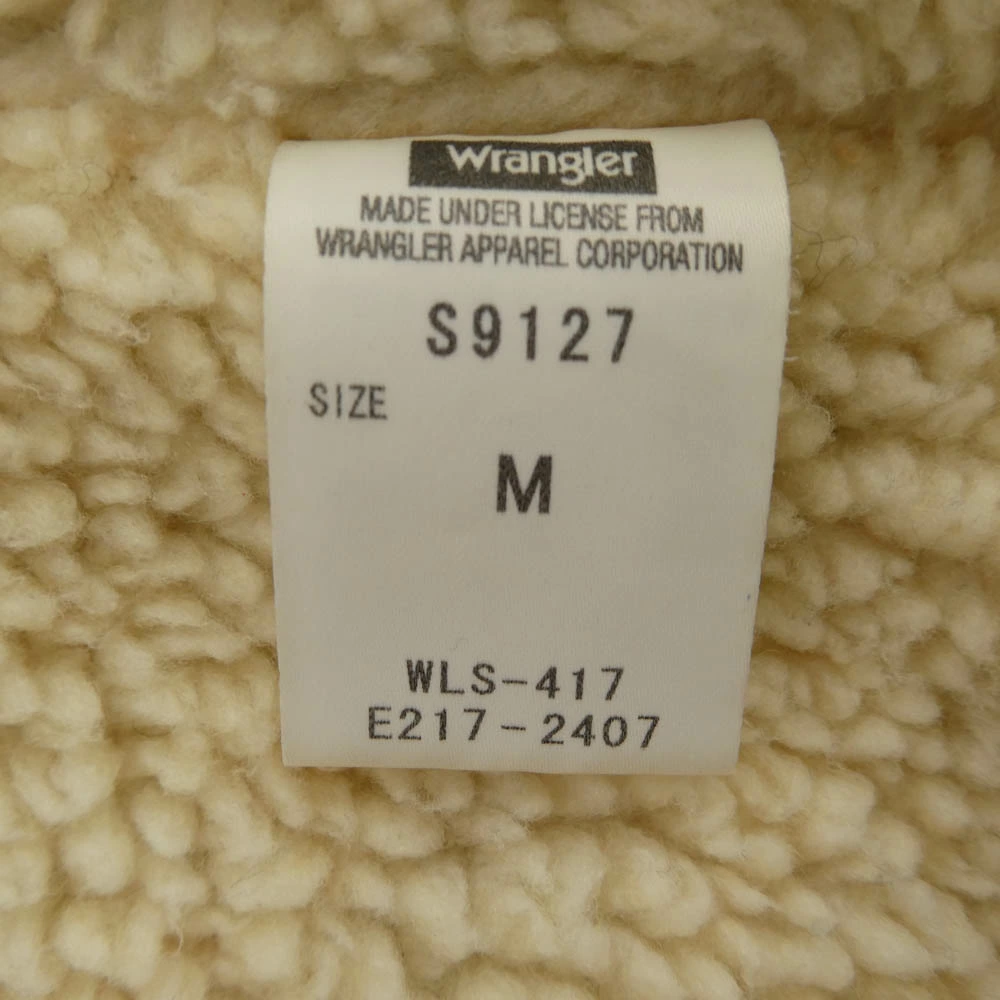 Wrangler
MADE UNDER LICENSE FROM
WRANGLER APPAREL CORPORATION
S9127
SIZE
M
WLS-417
E217-2407